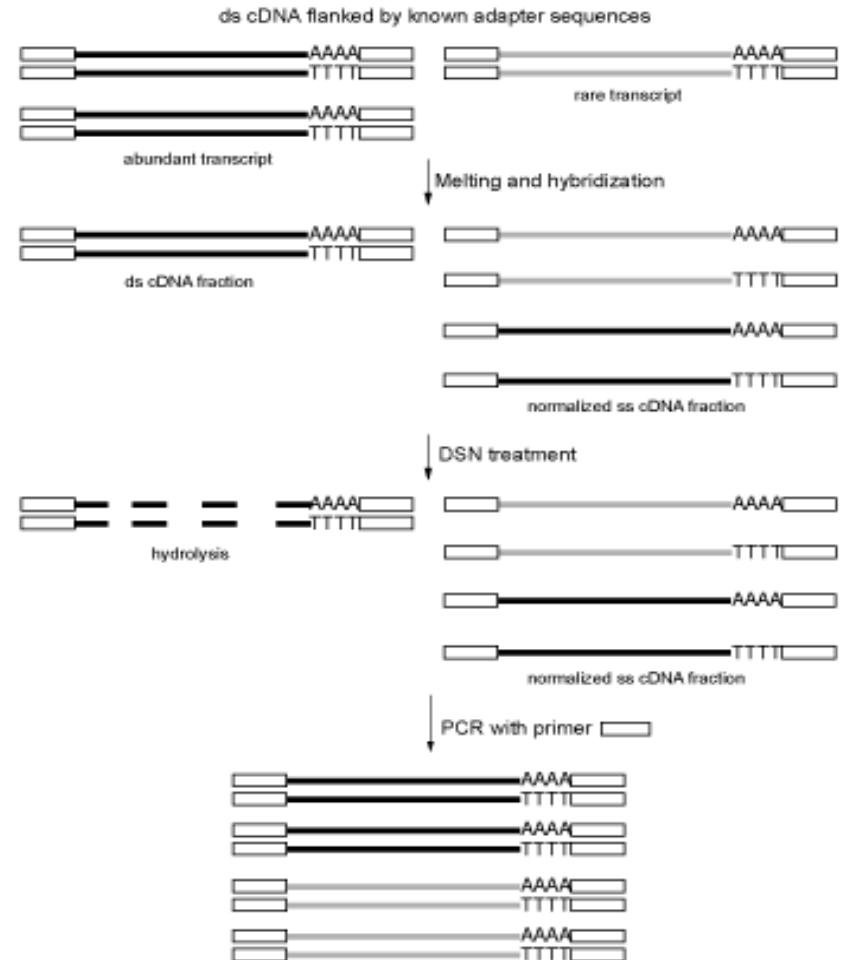 ds cDNA flanked by known adapter sequences
AAAA AAAA
TTTT TTTT
rare transcript
AAAA
TTTT
abundant transcript
Melting and hybridization
AAAA AAAA
TTTT
ds cDNA fraction TTTT
AAAA
TTTT
normalized ss cDNA fraction
DSN treatment
AAAA AAAA
TTTT
hydrolysis TTTT
AAAA
TTTT
normalized ss cDNA fraction
PCR with primer
AAAA
TTTT
AAAA
TTTT
AAAA
TTTT
AAAA
TTTT